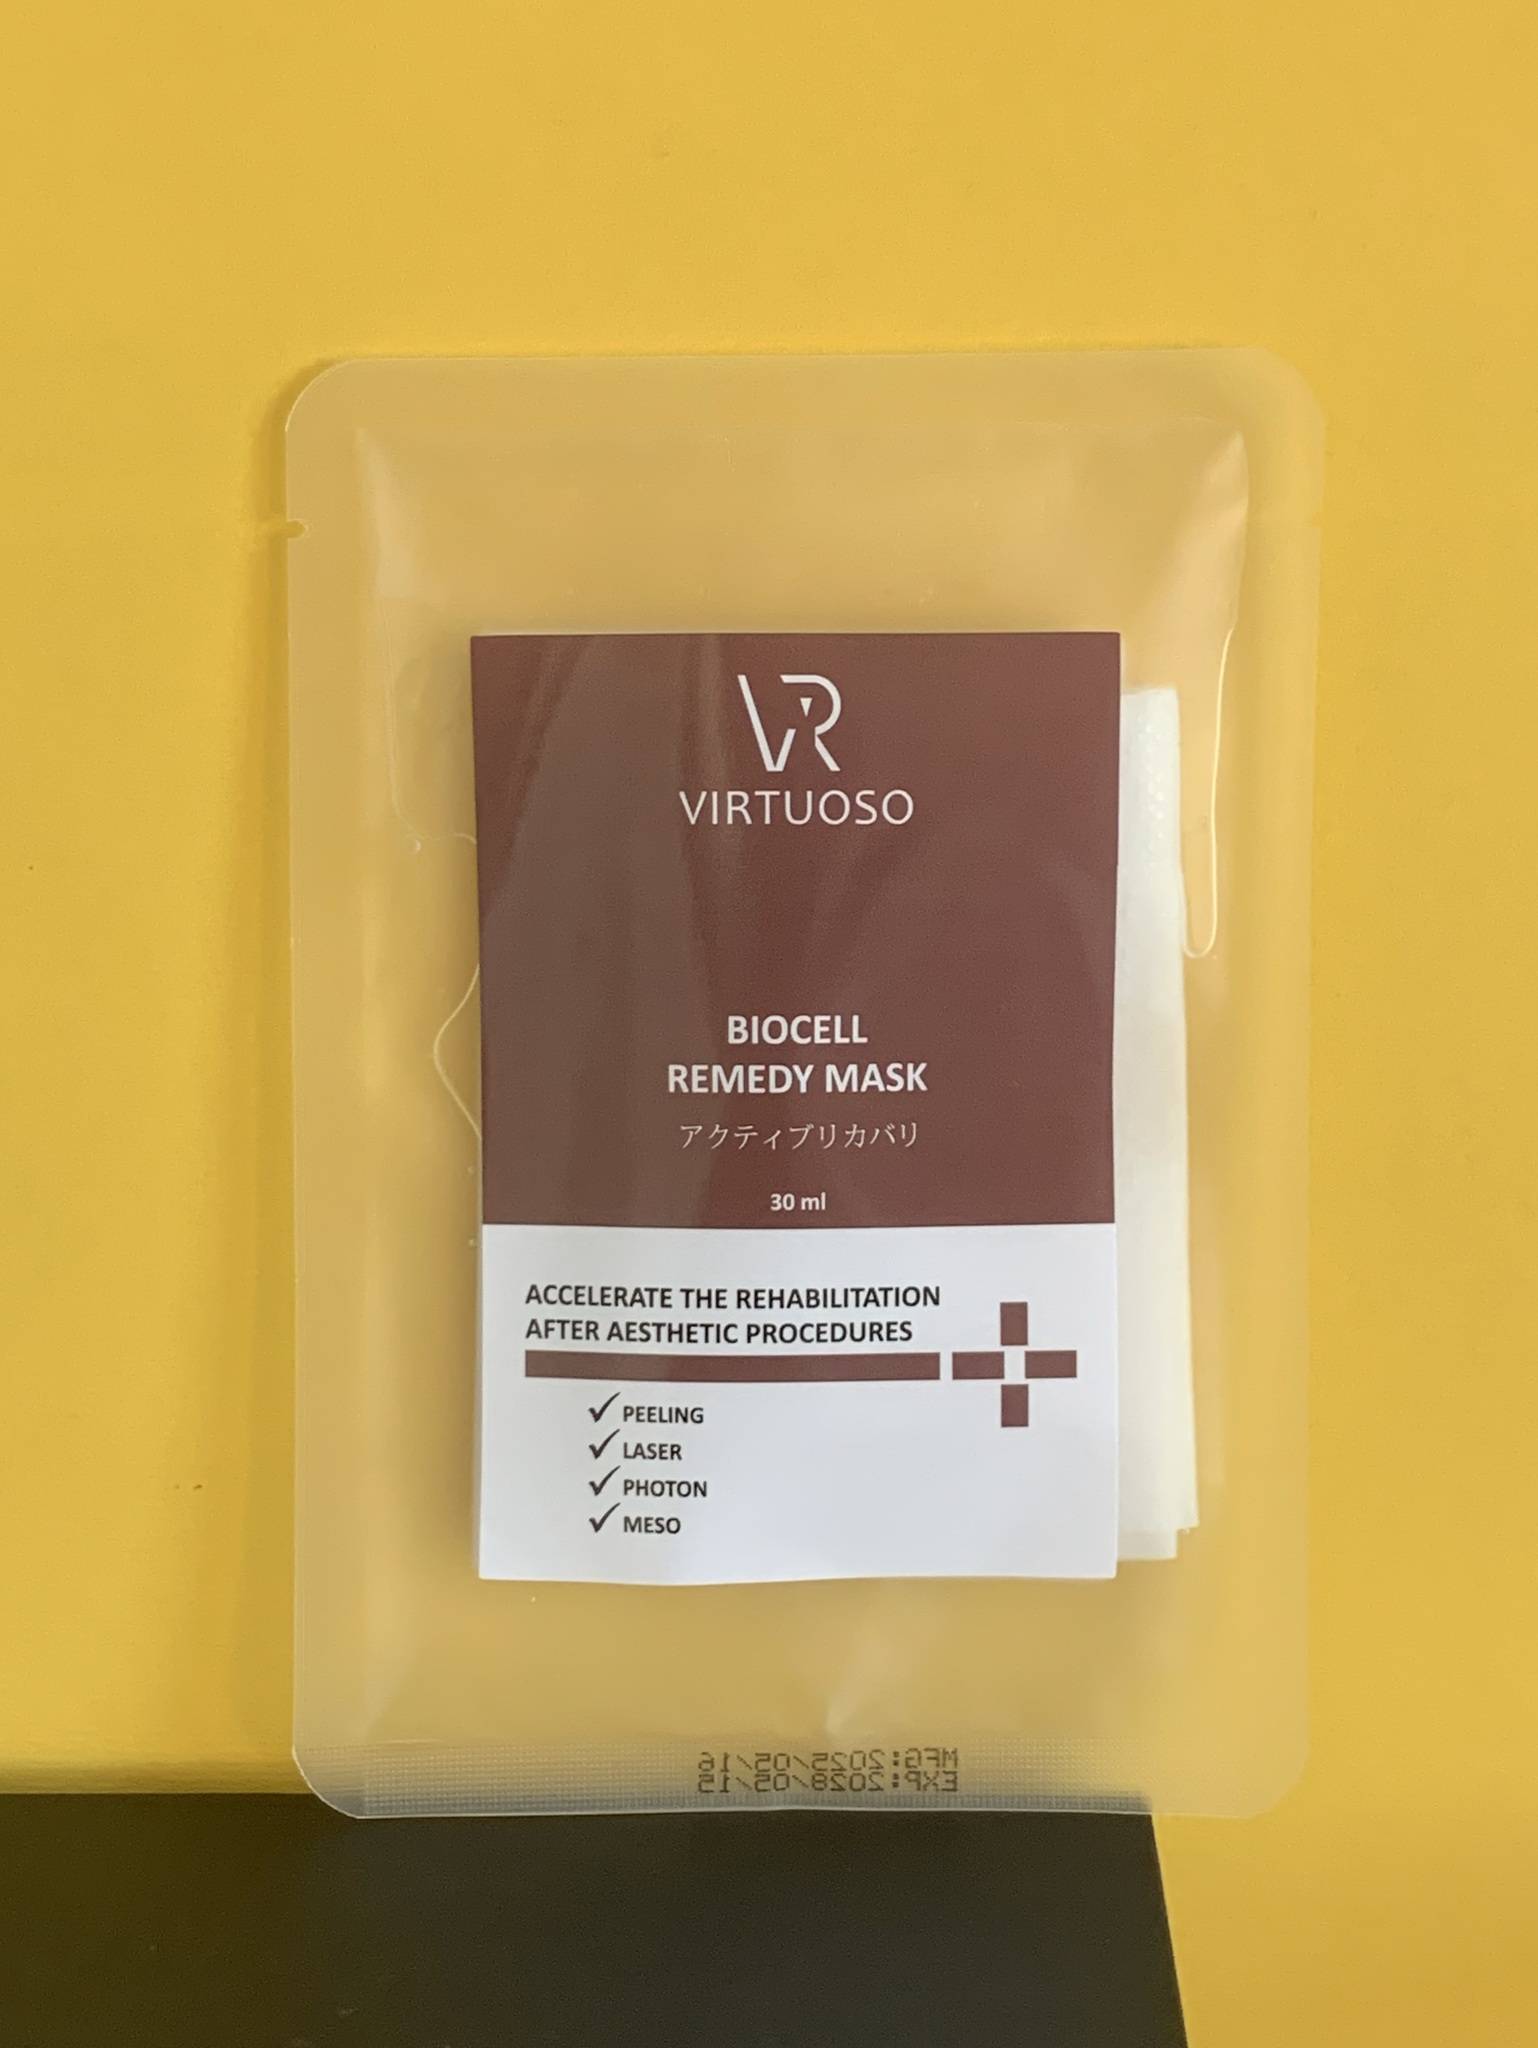 VR
VIRTUOSO
BIOCELL
REMEDY MASK
アクティブリカバリ
30 ml
ACCELERATE THE REHABILITATION
AFTER AESTHETIC PROCEDURES
✓ PEELING
✓ LASER
✓ PHOTON
✓ MESO
MFG:2025/05/16
EXP:2028/05/15